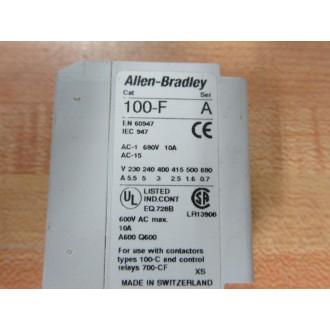 Allen-Bradley
Cat Ser
100-F A
EN 60947
IEC 947
CE
AC-1 690V 10A
AC-15
V 230 240 400 415 500 690
A 5.5 5 3 2.5 1.6 0.7
UL LISTED
IND.CONT
EQ.728B
SA
LR13908
600V AC max.
10A
A600 Q600
For use with contactors
types 100-C and control
relays 700-CF
XS
MADE IN SWITZERLAND